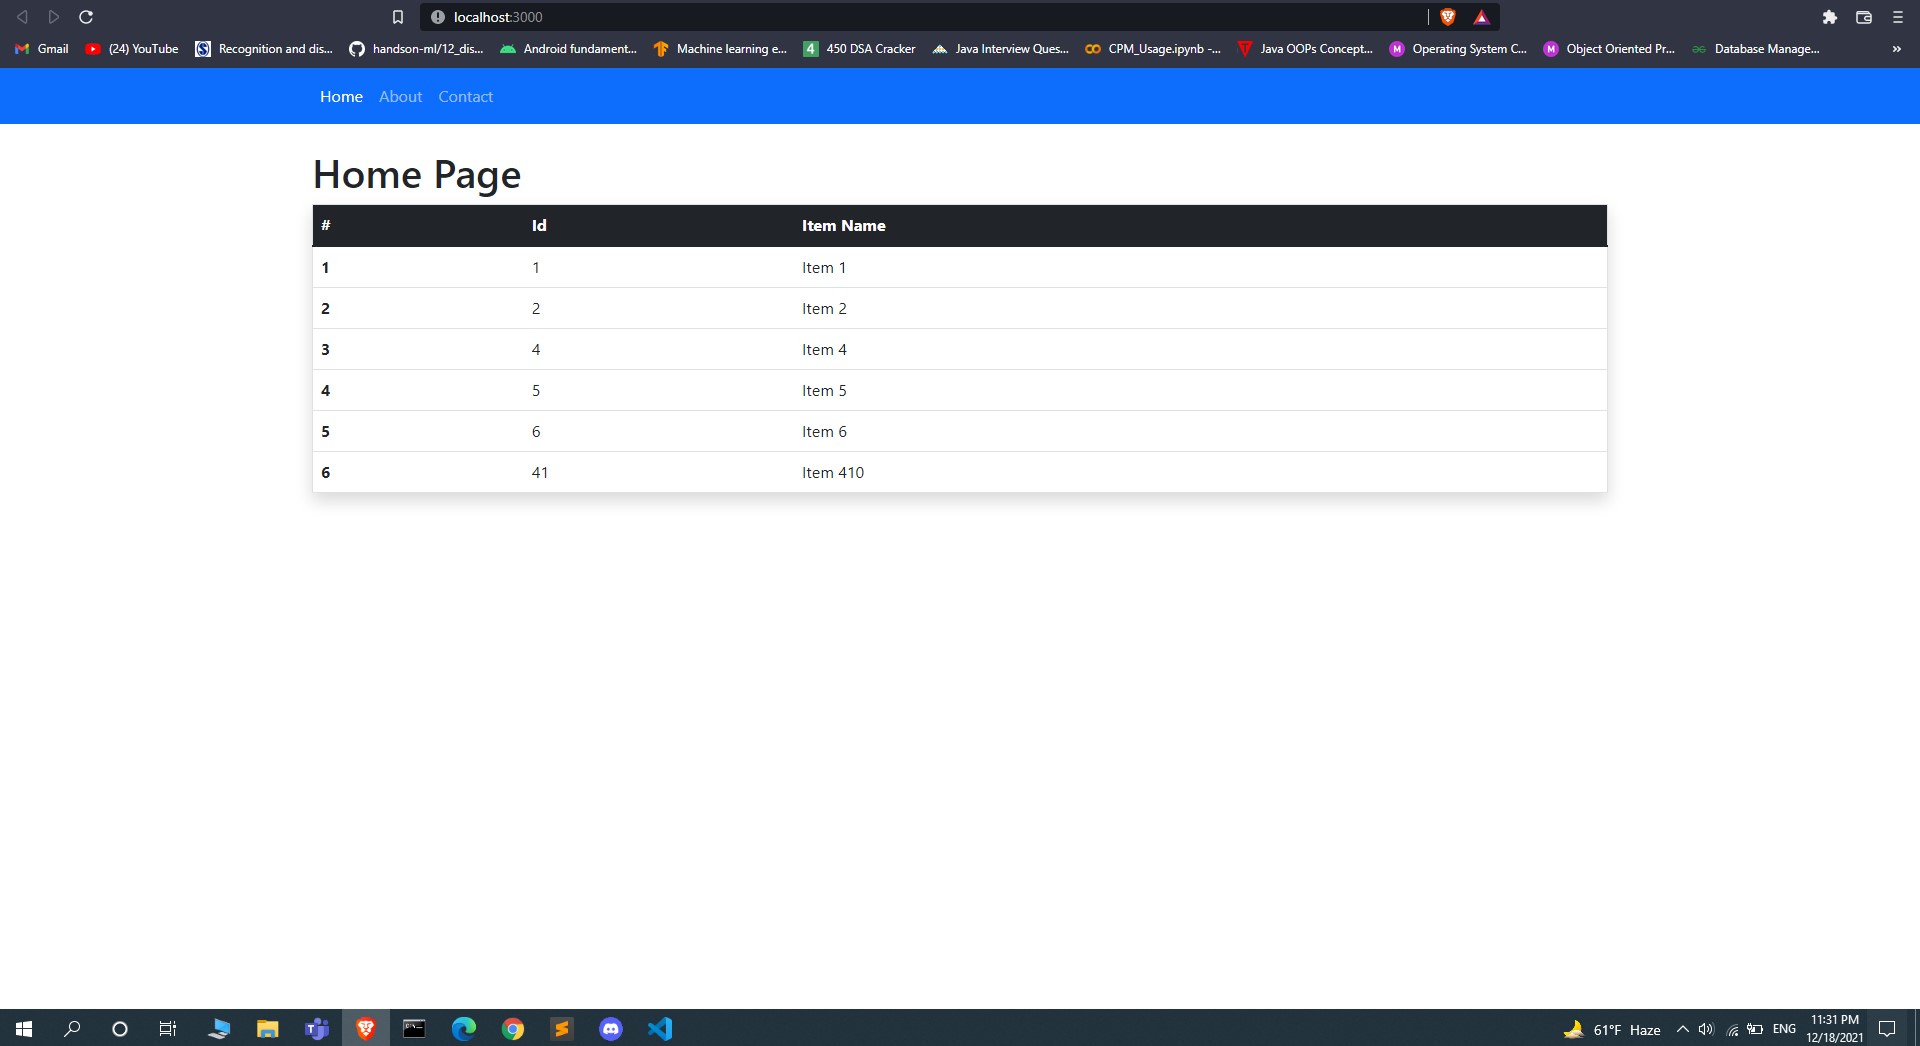 localhost:3000
Gmail (24) YouTube Recognition and dis... handson-ml/12_dis... Android fundament... Machine learning e... 4 450 DSA Cracker Java Interview Ques... CPM_Usage.ipynb -... Java OOPs Concept... M Operating System C... M Object Oriented Pr... Database Manage... »
Home About Contact
Home Page
# Id Item Name
1 1 Item 1
2 2 Item 2
3 4 Item 4
4 5 Item 5
5 6 Item 6
6 41 Item 410
61°F Haze ENG 11:31 PM
12/18/2021